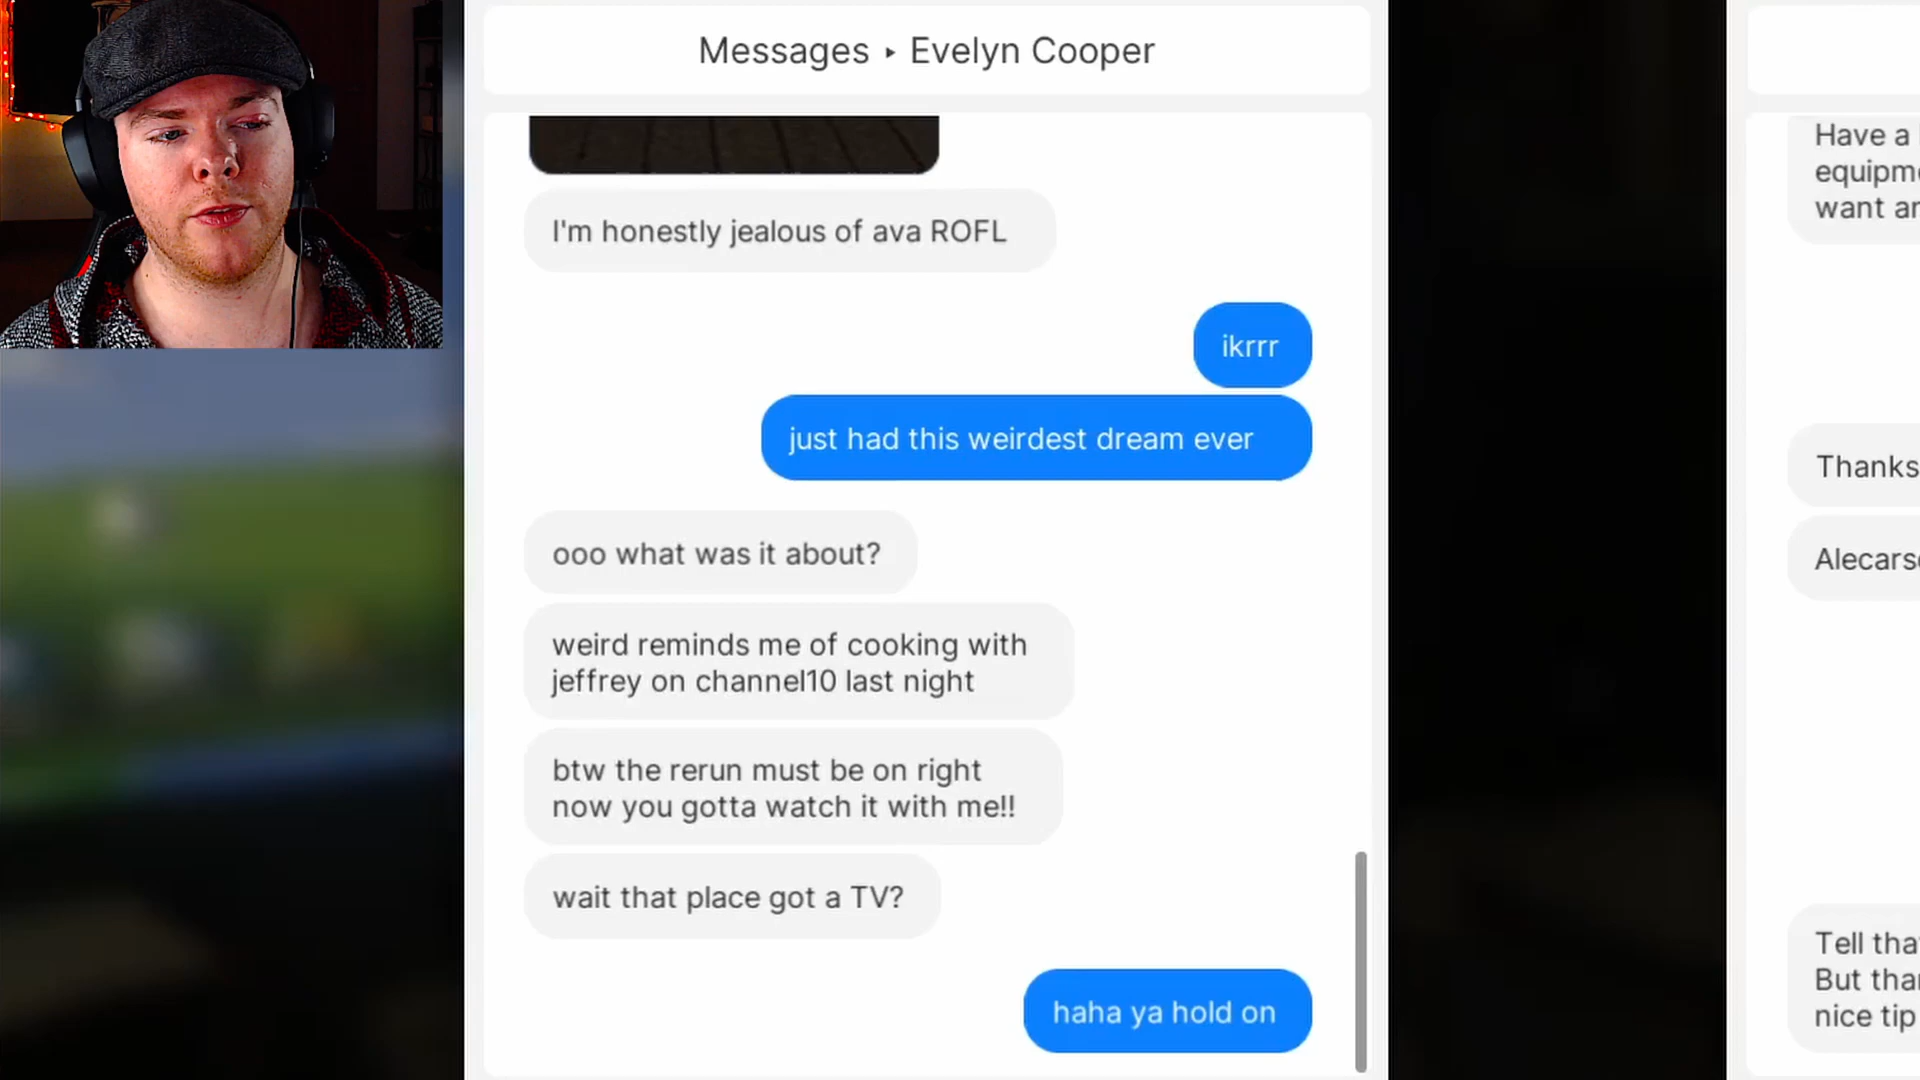 Messages ▸ Evelyn Cooper
I'm honestly jealous of ava ROFL
ikrrr
just had this weirdest dream ever
ooo what was it about?
weird reminds me of cooking with
jeffrey on channel10 last night
btw the rerun must be on right
now you gotta watch it with me!!
wait that place got a TV?
haha ya hold on
Have a
want
Thanks
Tell
But
nice tip